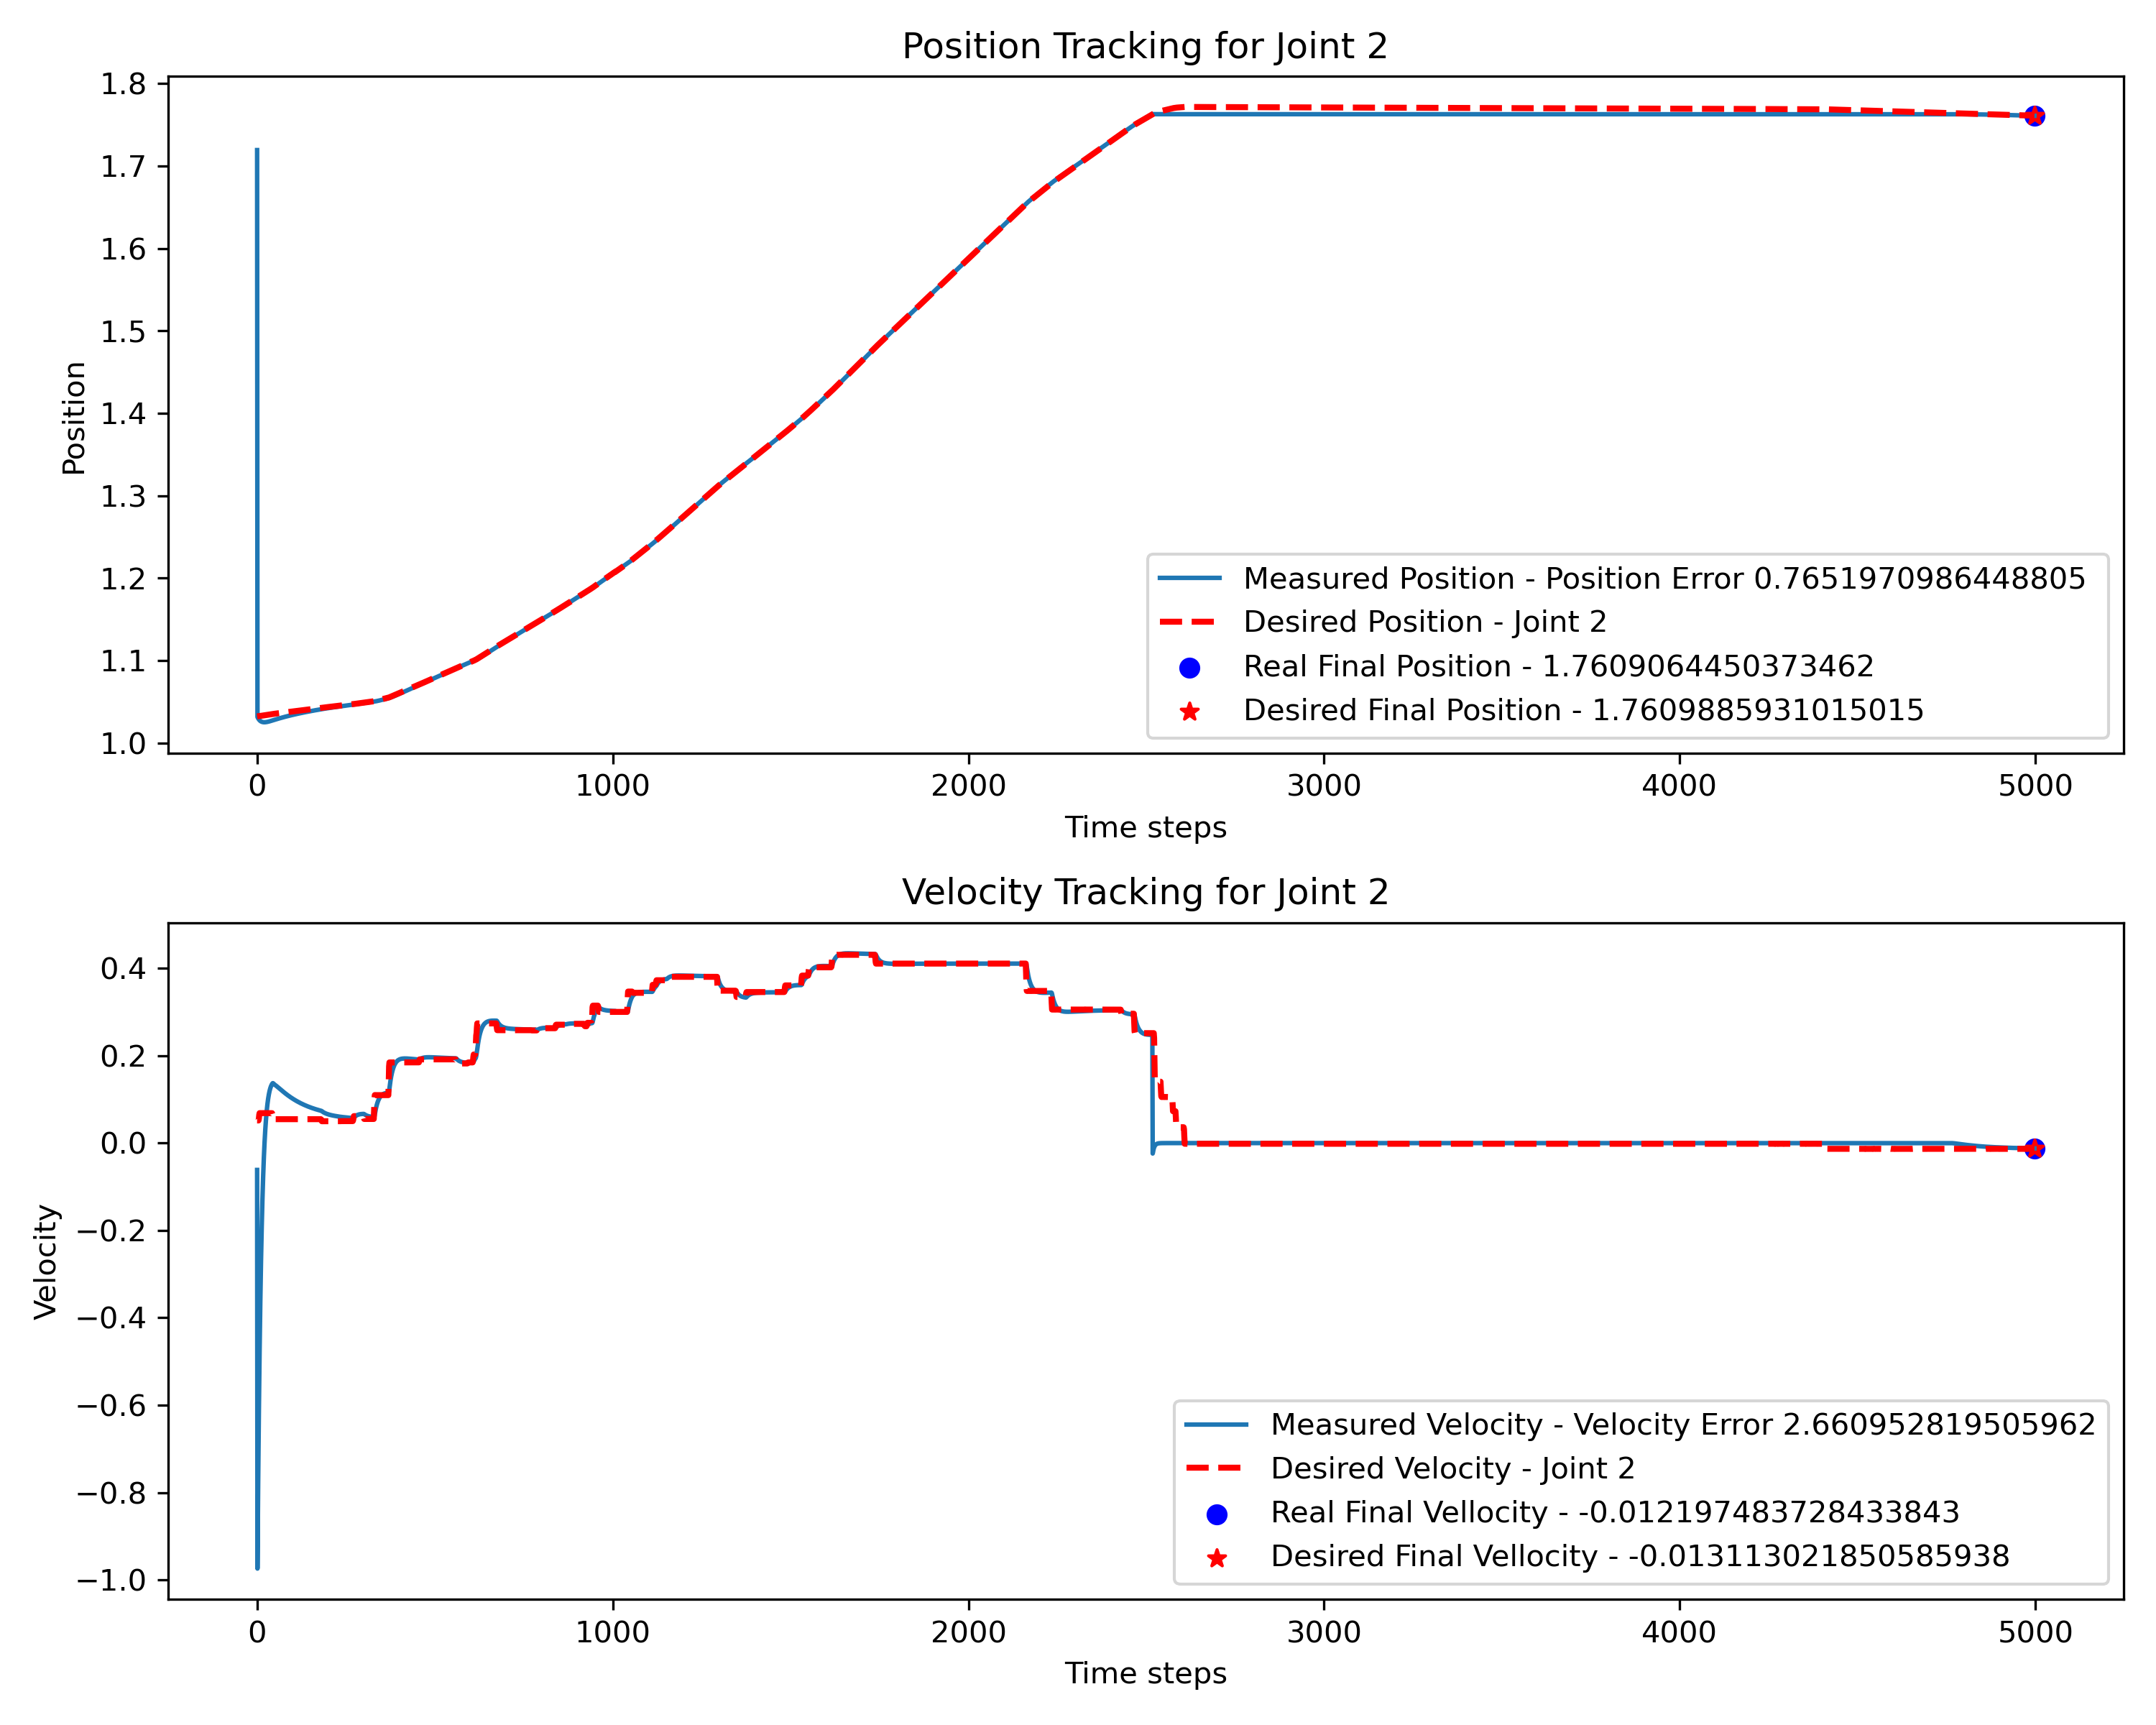 Position Tracking for Joint 2
1.8
1.7
1.6
1.5
1.4
1.3
1.2
1.1
1.0
Position
Measured Position - Position Error 0.7651970986448805
Desired Position - Joint 2
Real Final Position - 1.7609064450373462
Desired Final Position - 1.7609885931015015
0 1000 2000 3000 4000 5000
Time steps
Velocity Tracking for Joint 2
0.4
0.2
0.0
−0.2
−0.4
−0.6
−0.8
−1.0
Velocity
Measured Velocity - Velocity Error 2.660952819505962
Desired Velocity - Joint 2
Real Final Vellocity - -0.012197483728433843
Desired Final Vellocity - -0.013113021850585938
0 1000 2000 3000 4000 5000
Time steps